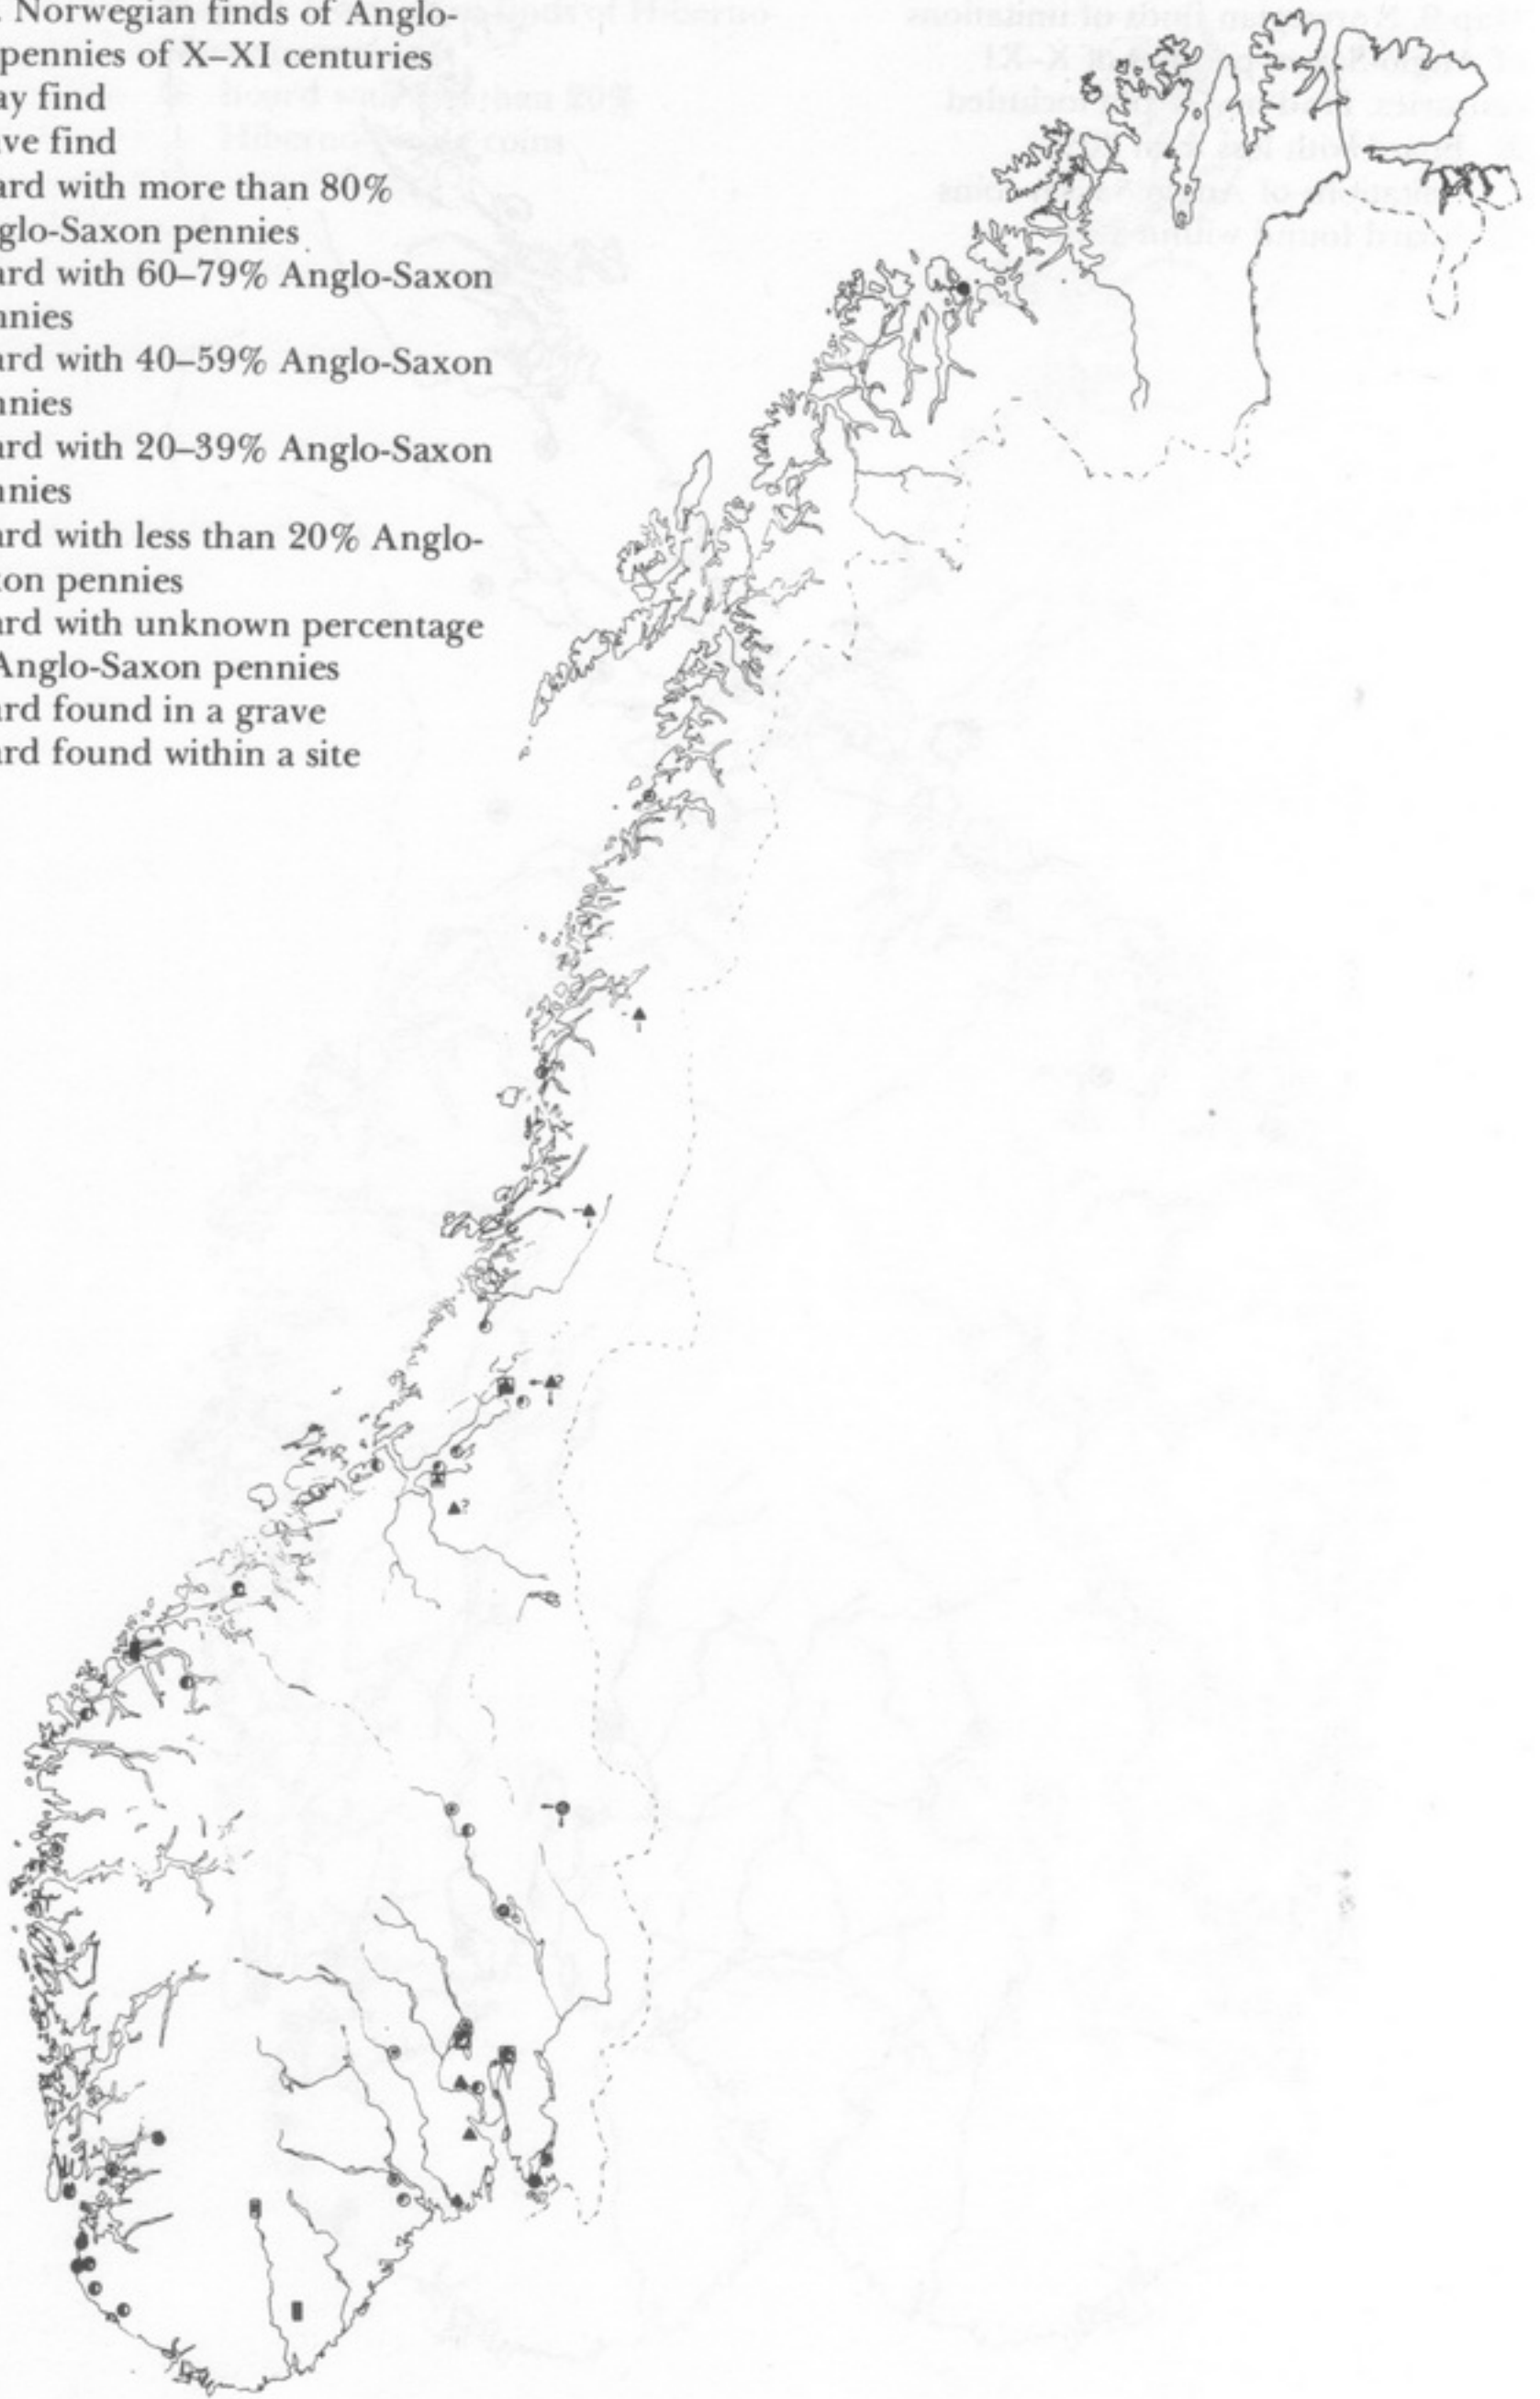 . Norwegian finds of Anglo-
pennies of X–XI centuries
ay find
ve find
ard with more than 80%
glo-Saxon pennies
ard with 60–79% Anglo-Saxon
nnies
ard with 40–59% Anglo-Saxon
nnies
ard with 20–39% Anglo-Saxon
nnies
ard with less than 20% Anglo-
on pennies
ard with unknown percentage
Anglo-Saxon pennies
ard found in a grave
ard found within a site
?
?